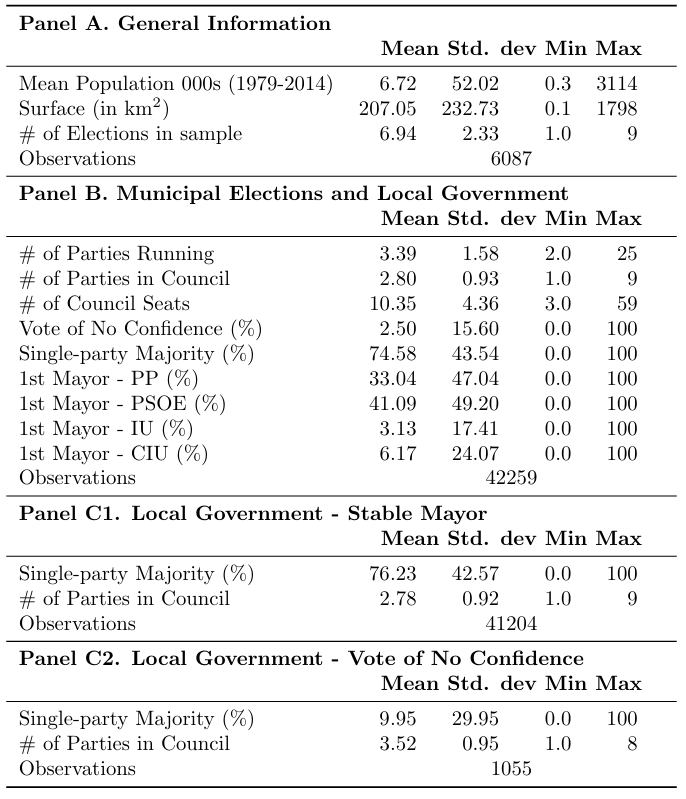 Panel A. General Information
Mean Std. dev Min Max
Mean Population 000s (1979-2014) 6.72 52.02 0.3 3114
Surface (in km²) 207.05 232.73 0.1 1798
# of Elections in sample 6.94 2.33 1.0 9
Observations 6087
Panel B. Municipal Elections and Local Government
Mean Std. dev Min Max
# of Parties Running 3.39 1.58 2.0 25
# of Parties in Council 2.80 0.93 1.0 9
# of Council Seats 10.35 4.36 3.0 59
Vote of No Confidence (%) 2.50 15.60 0.0 100
Single-party Majority (%) 74.58 43.54 0.0 100
1st Mayor - PP (%) 33.04 47.04 0.0 100
1st Mayor - PSOE (%) 41.09 49.20 0.0 100
1st Mayor - IU (%) 3.13 17.41 0.0 100
1st Mayor - CIU (%) 6.17 24.07 0.0 100
Observations 42259
Panel C1. Local Government - Stable Mayor
Mean Std. dev Min Max
Single-party Majority (%) 76.23 42.57 0.0 100
# of Parties in Council 2.78 0.92 1.0 9
Observations 41204
Panel C2. Local Government - Vote of No Confidence
Mean Std. dev Min Max
Single-party Majority (%) 9.95 29.95 0.0 100
# of Parties in Council 3.52 0.95 1.0 8
Observations 1055